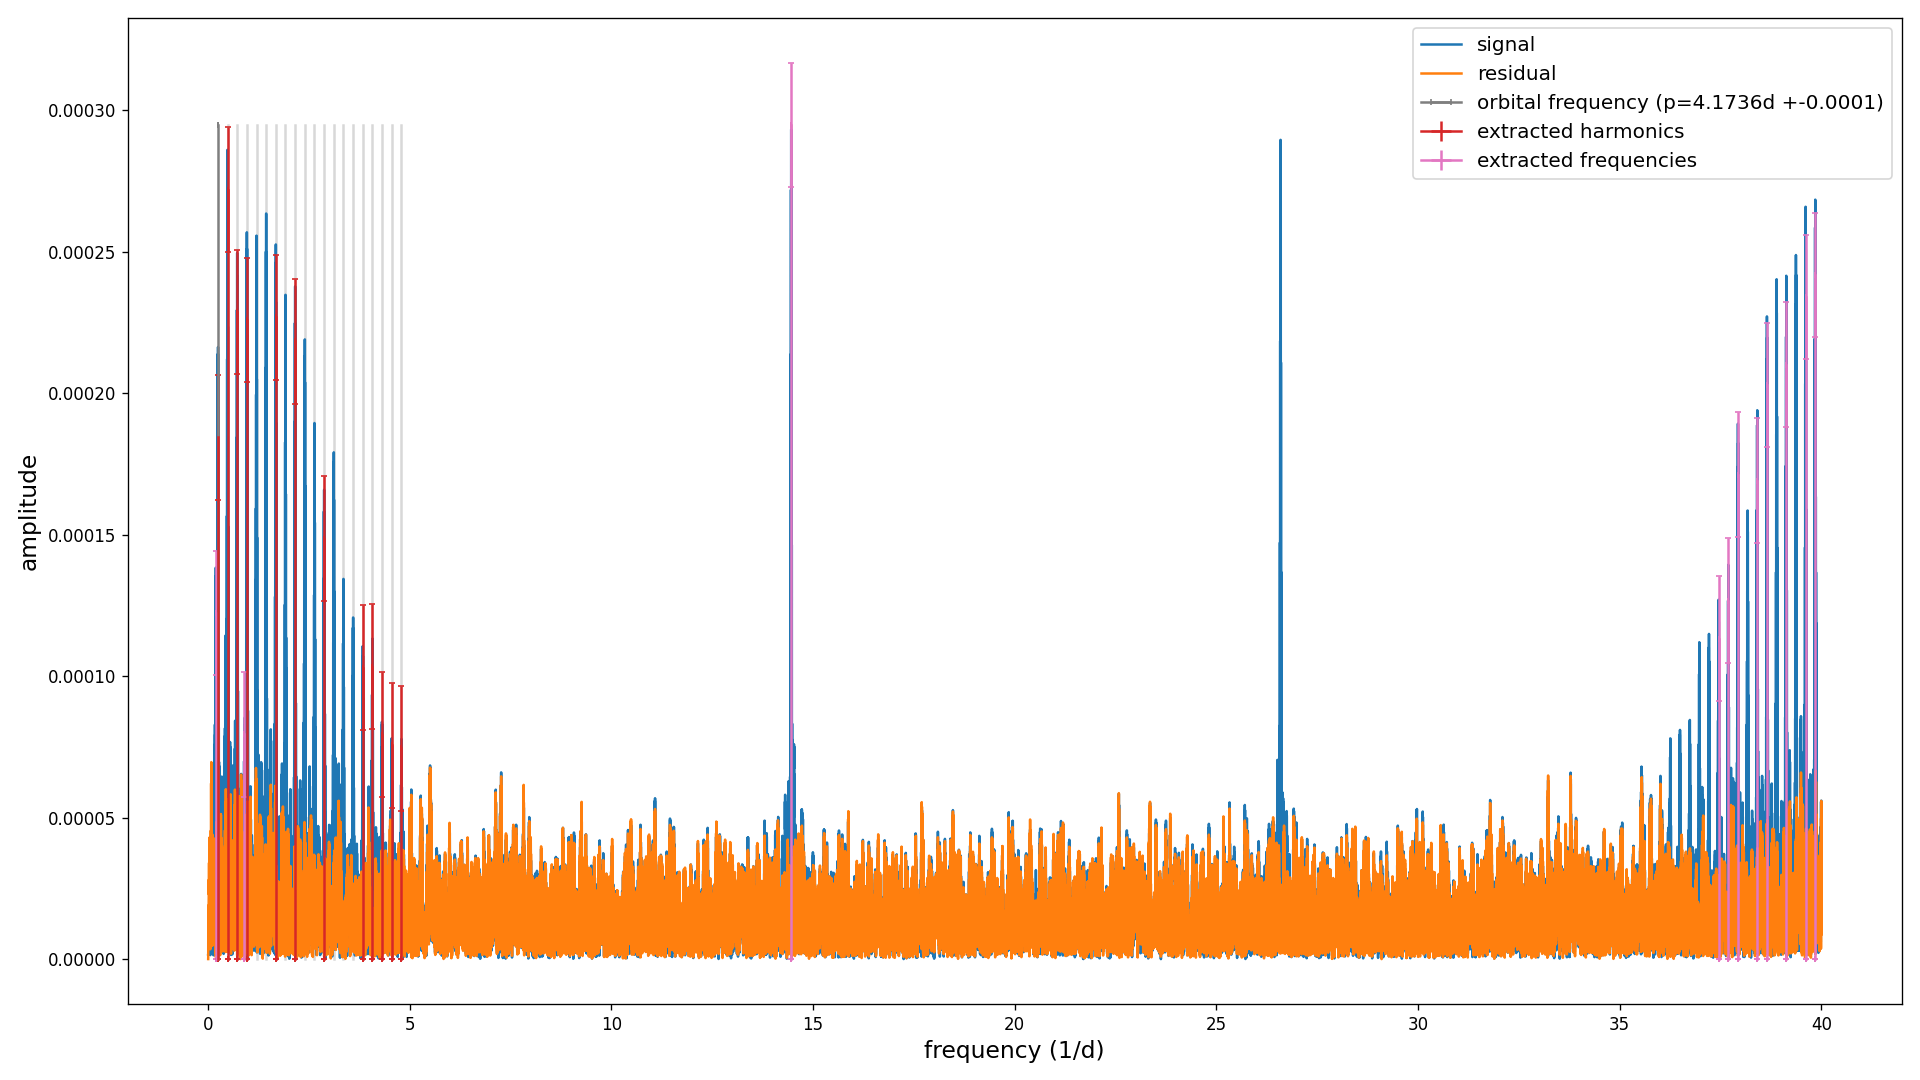 signal
residual
orbital frequency (p=4.1736d +-0.0001)
extracted harmonics
extracted frequencies
0.00030
0.00025
0.00020
0.00015
0.00010
0.00005
0.00000
amplitude
0 5 10 15 20 25 30 35 40
frequency (1/d)